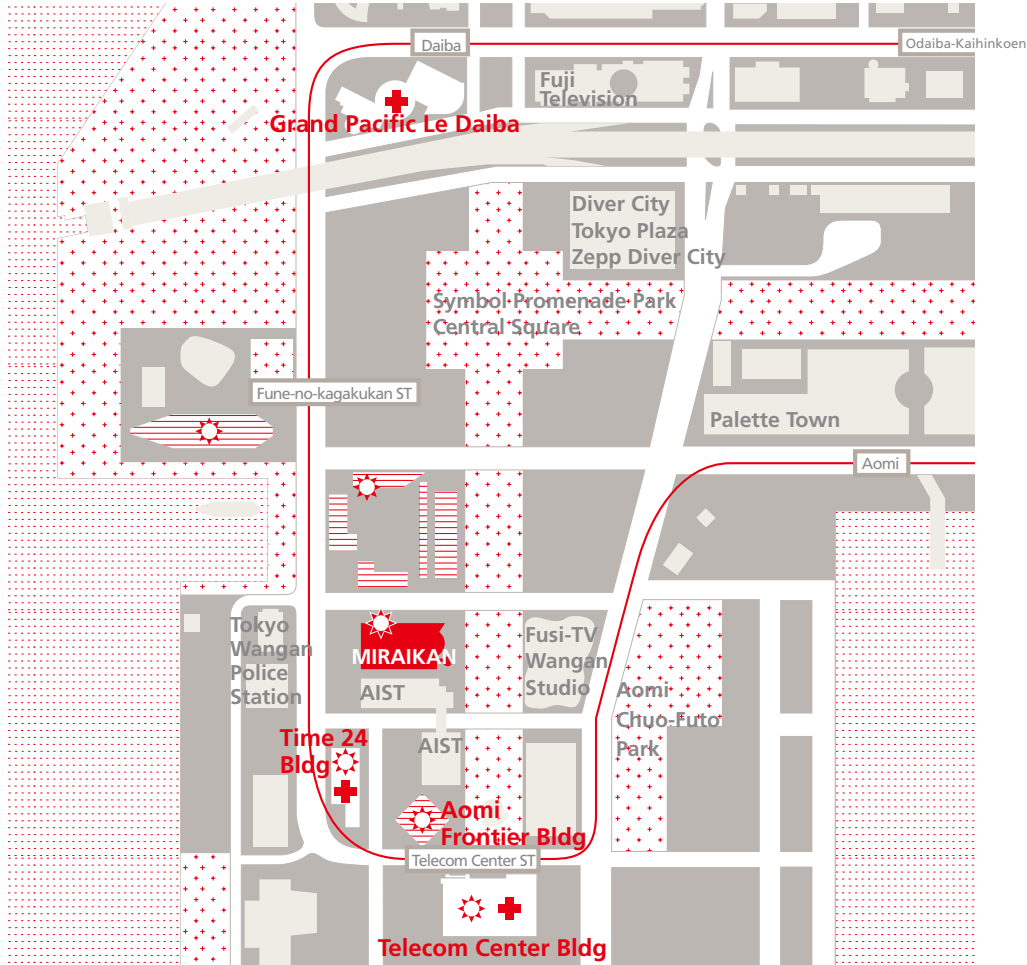 Daiba
Odaiba-Kaihinkoen
Fuji
Television
Grand Pacific Le Daiba
Diver City
Tokyo Plaza
Zepp Diver City
Symbol Promenade Park
Central Square
Fune-no-kagakukan ST
Palette Town
Aomi
Tokyo
Wangan
Police
Station
MIRAIKAN
Fusi-TV
Wangan
Studio
AIST
Aomi
Chuo-Futo
Park
Time 24
Bldg
AIST
Aomi
Frontier Bldg
Telecom Center ST
Telecom Center Bldg